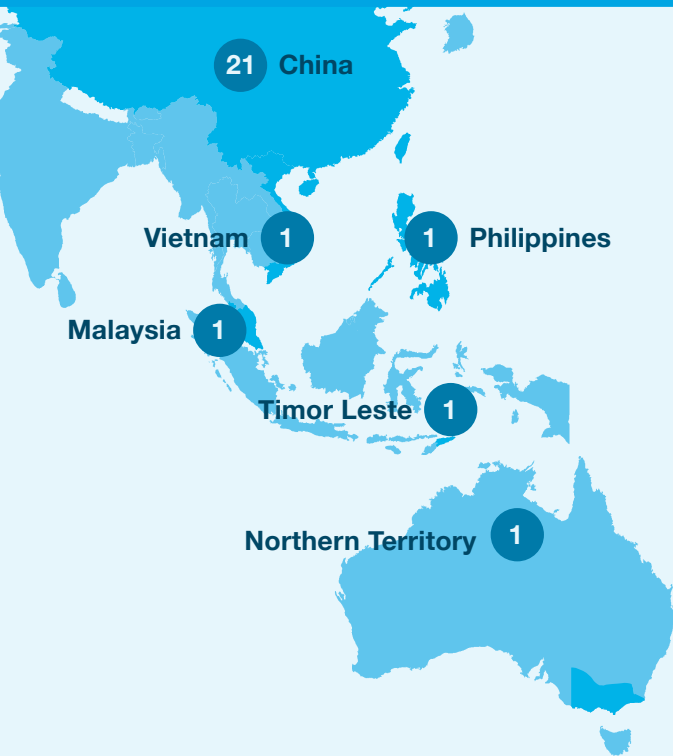 21 China
Vietnam 1
1 Philippines
Malaysia 1
Timor Leste 1
Northern Territory 1